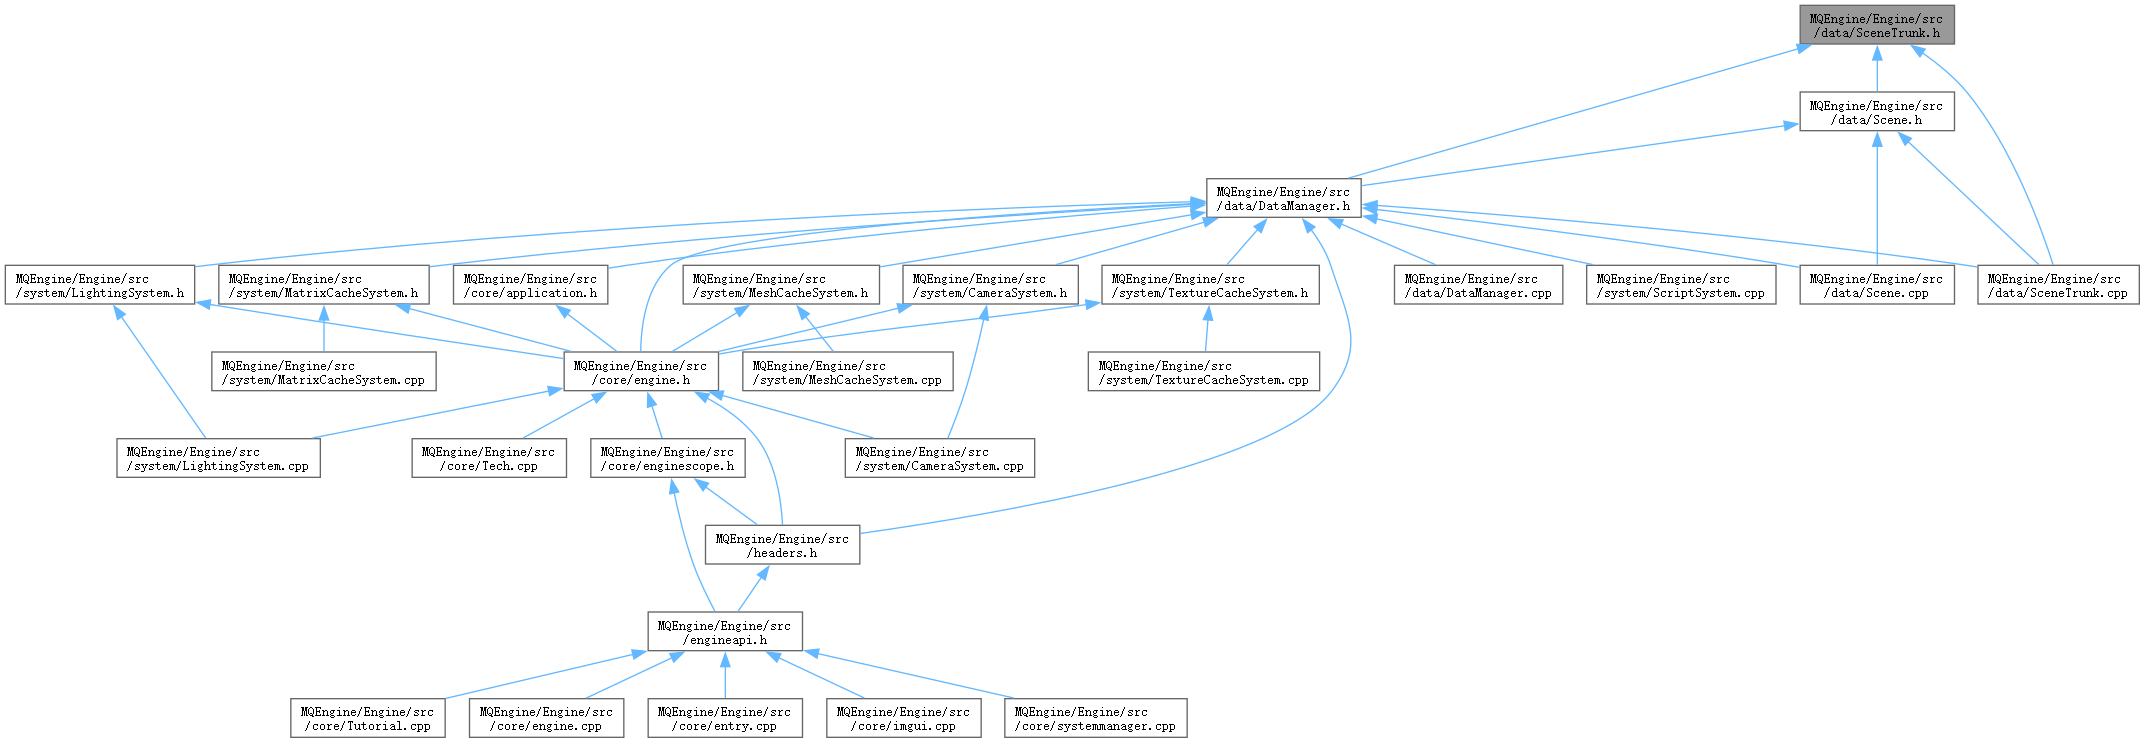 MQEngine/Engine/src
/data/SceneTrunk.h
MQEngine/Engine/src
/data/Scene.h
MQEngine/Engine/src
/data/DataManager.h
MQEngine/Engine/src
/system/LightingSystem.h
MQEngine/Engine/src
/system/MatrixCacheSystem.h
MQEngine/Engine/src
/core/application.h
MQEngine/Engine/src
/system/MeshCacheSystem.h
MQEngine/Engine/src
/system/CameraSystem.h
MQEngine/Engine/src
/system/TextureCacheSystem.h
MQEngine/Engine/src
/data/DataManager.cpp
MQEngine/Engine/src
/system/ScriptSystem.cpp
MQEngine/Engine/src
/data/Scene.cpp
MQEngine/Engine/src
/data/SceneTrunk.cpp
MQEngine/Engine/src
/system/MatrixCacheSystem.cpp
MQEngine/Engine/src
/core/engine.h
MQEngine/Engine/src
/system/MeshCacheSystem.cpp
MQEngine/Engine/src
/system/TextureCacheSystem.cpp
MQEngine/Engine/src
/system/LightingSystem.cpp
MQEngine/Engine/src
/core/Tech.cpp
MQEngine/Engine/src
/core/enginescope.h
MQEngine/Engine/src
/system/CameraSystem.cpp
MQEngine/Engine/src
/headers.h
MQEngine/Engine/src
/engineapi.h
MQEngine/Engine/src
/core/Tutorial.cpp
MQEngine/Engine/src
/core/engine.cpp
MQEngine/Engine/src
/core/entry.cpp
MQEngine/Engine/src
/core/imgui.cpp
MQEngine/Engine/src
/core/systemmanager.cpp